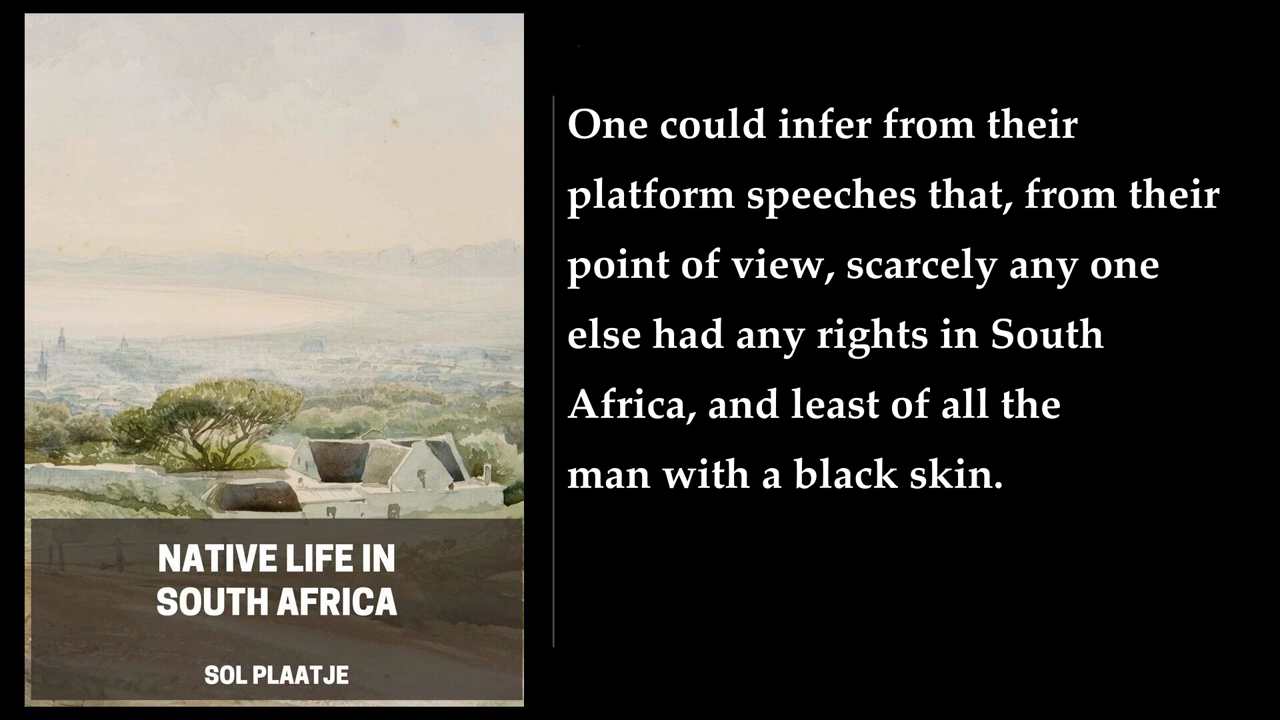 One could infer from their
platform speeches that, from their
point of view, scarcely any one
else had any rights in South
Africa, and least of all the
man with a black skin.
NATIVE LIFE IN
SOUTH AFRICA
SOL PLAATJE